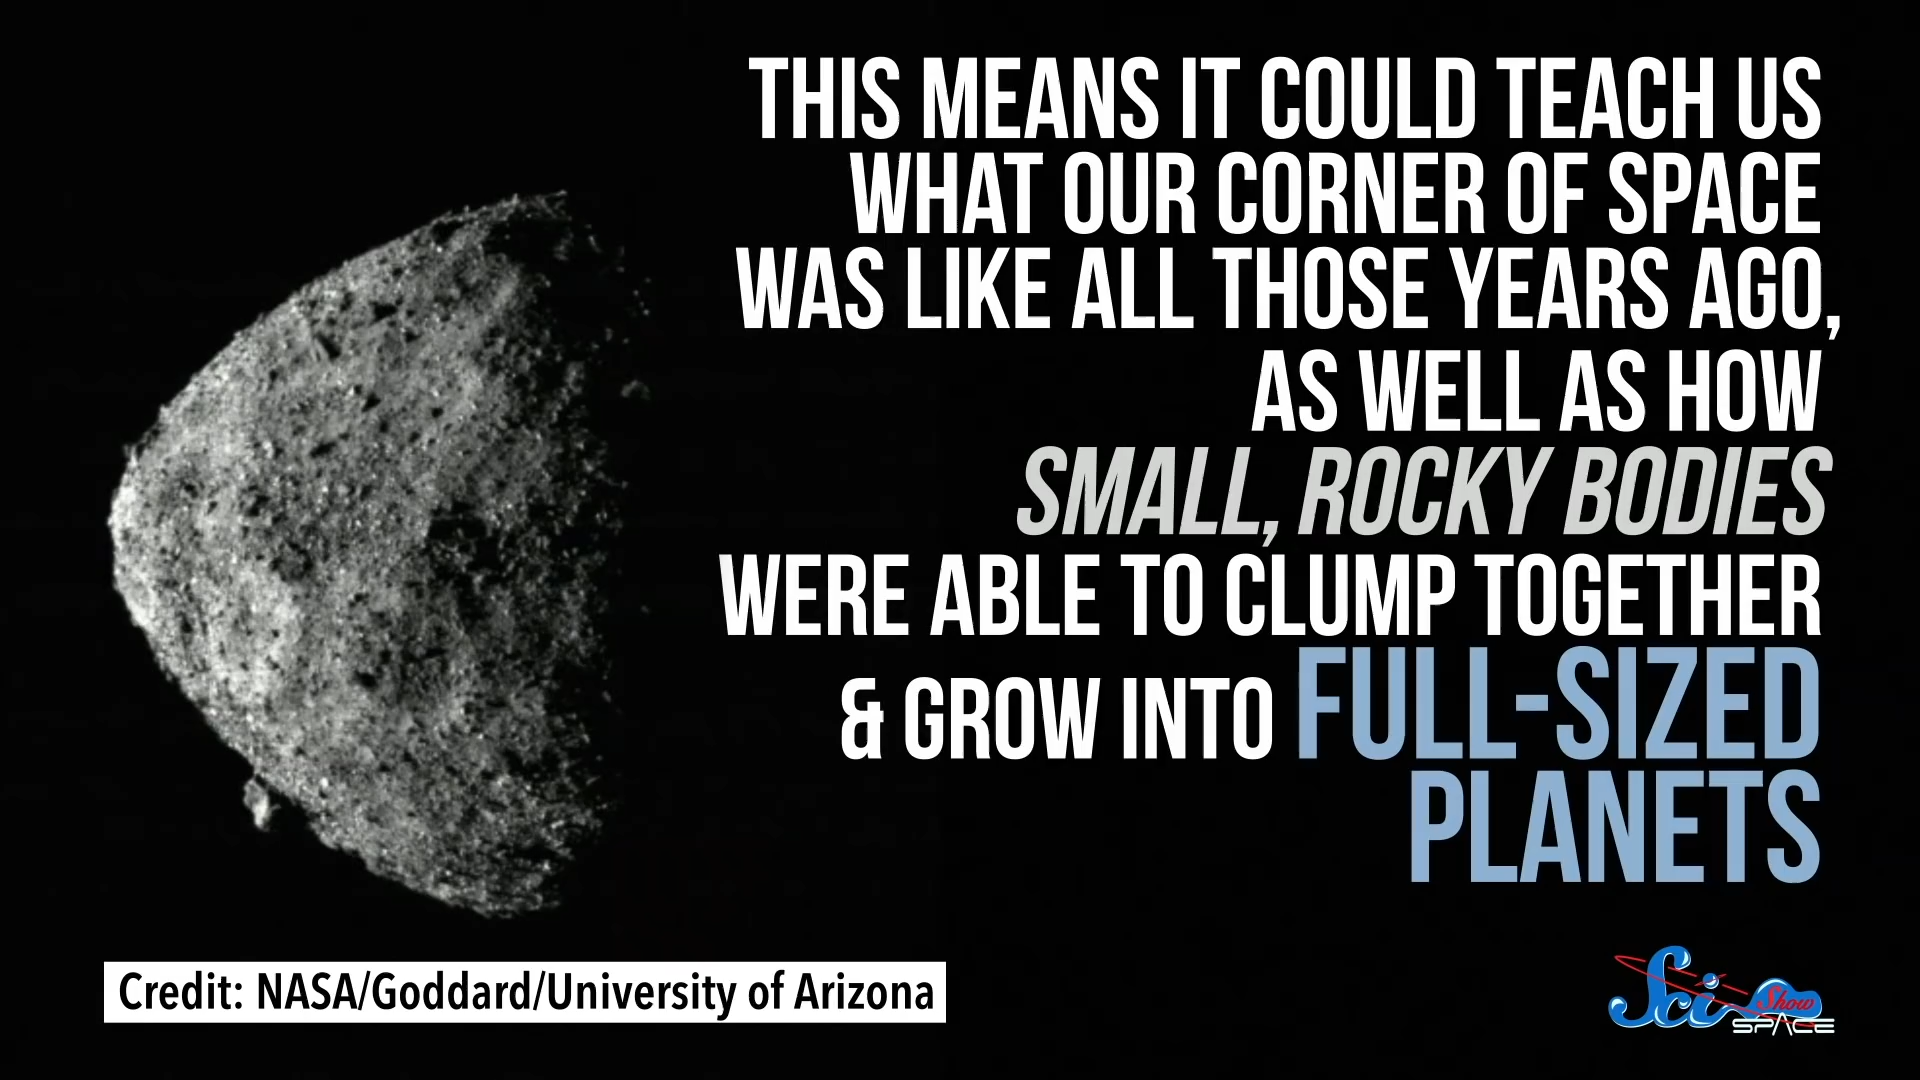 THIS MEANS IT COULD TEACH US
WHAT OUR CORNER OF SPACE
WAS LIKE ALL THOSE YEARS AGO,
AS WELL AS HOW
SMALL, ROCKY BODIES
WERE ABLE TO CLUMP TOGETHER
& GROW INTO FULL-SIZED
PLANETS
Credit: NASA/Goddard/University of Arizona
Sci Show
SPACE